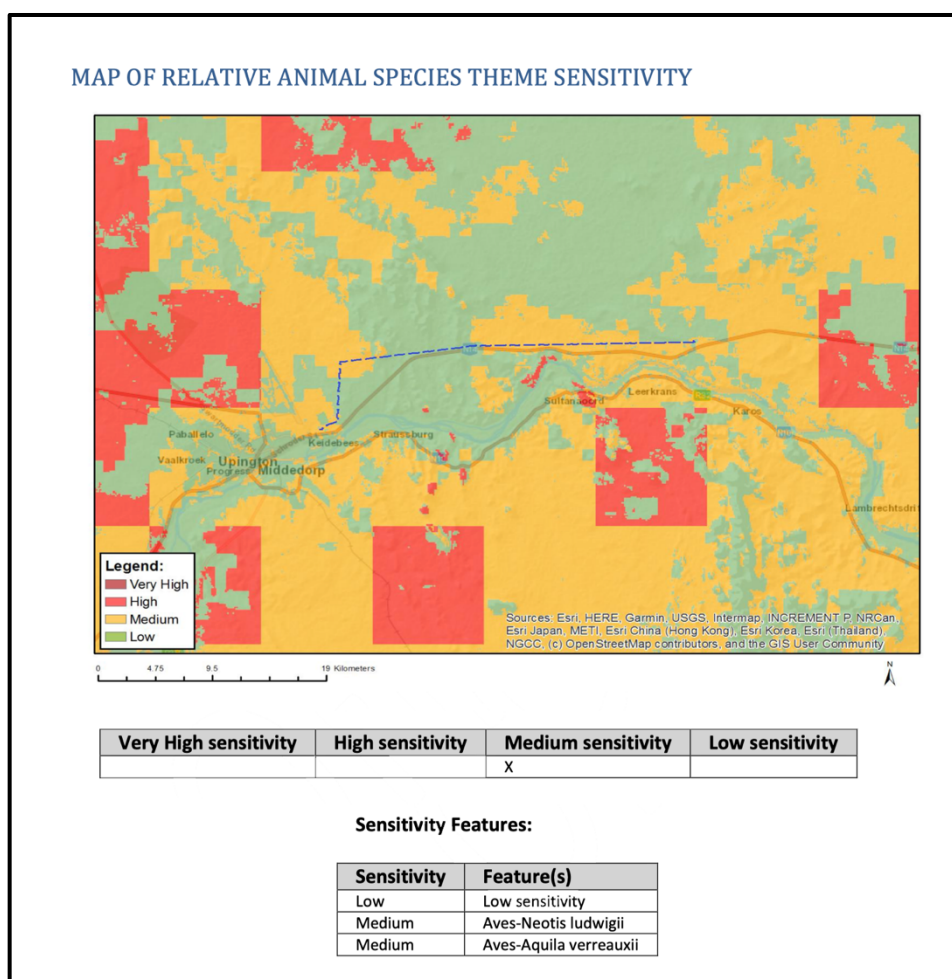 MAP OF RELATIVE ANIMAL SPECIES THEME SENSITIVITY
Sultanaoord
Leerkrans
Karos
Paballelo
Keidebees
Straussburg
Vaalkroek
Upington
Progress
Middedorp
Lambrechtsdrif
Legend:
Very High
High
Medium
Low
Sources: Esri, HERE, Garmin, USGS, Intermap, INCREMENT P, NRCan,
Esri Japan, METI, Esri China (Hong Kong), Esri Korea, Esri (Thailand),
NGCC, (c) OpenStreetMap contributors, and the GIS User Community
0 4.75 9.5 19 Kilometers
N
Very High sensitivity High sensitivity Medium sensitivity Low sensitivity
X
Sensitivity Features:
Sensitivity Feature(s)
Low Low sensitivity
Medium Aves-Neotis ludwigii
Medium Aves-Aquila verreauxii